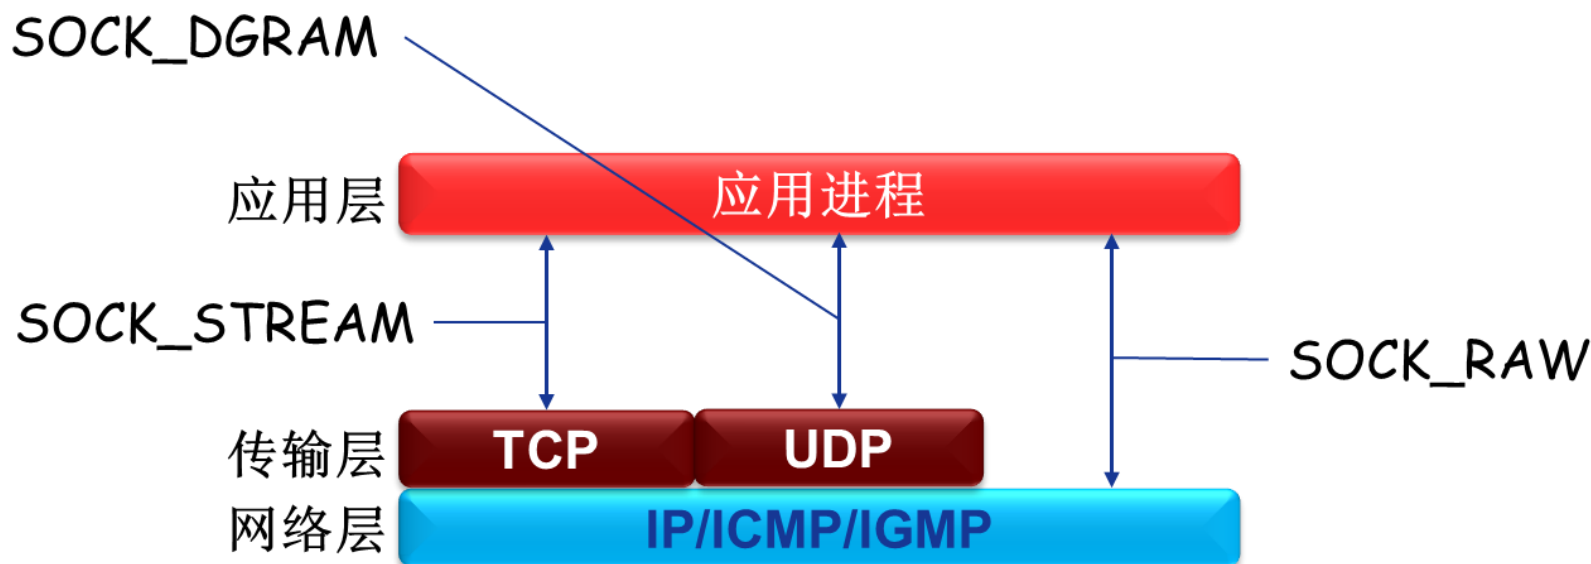 SOCK_DGRAM
应用层
应用进程
SOCK_STREAM
SOCK_RAW
传输层
TCP
UDP
网络层
IP/ICMP/IGMP